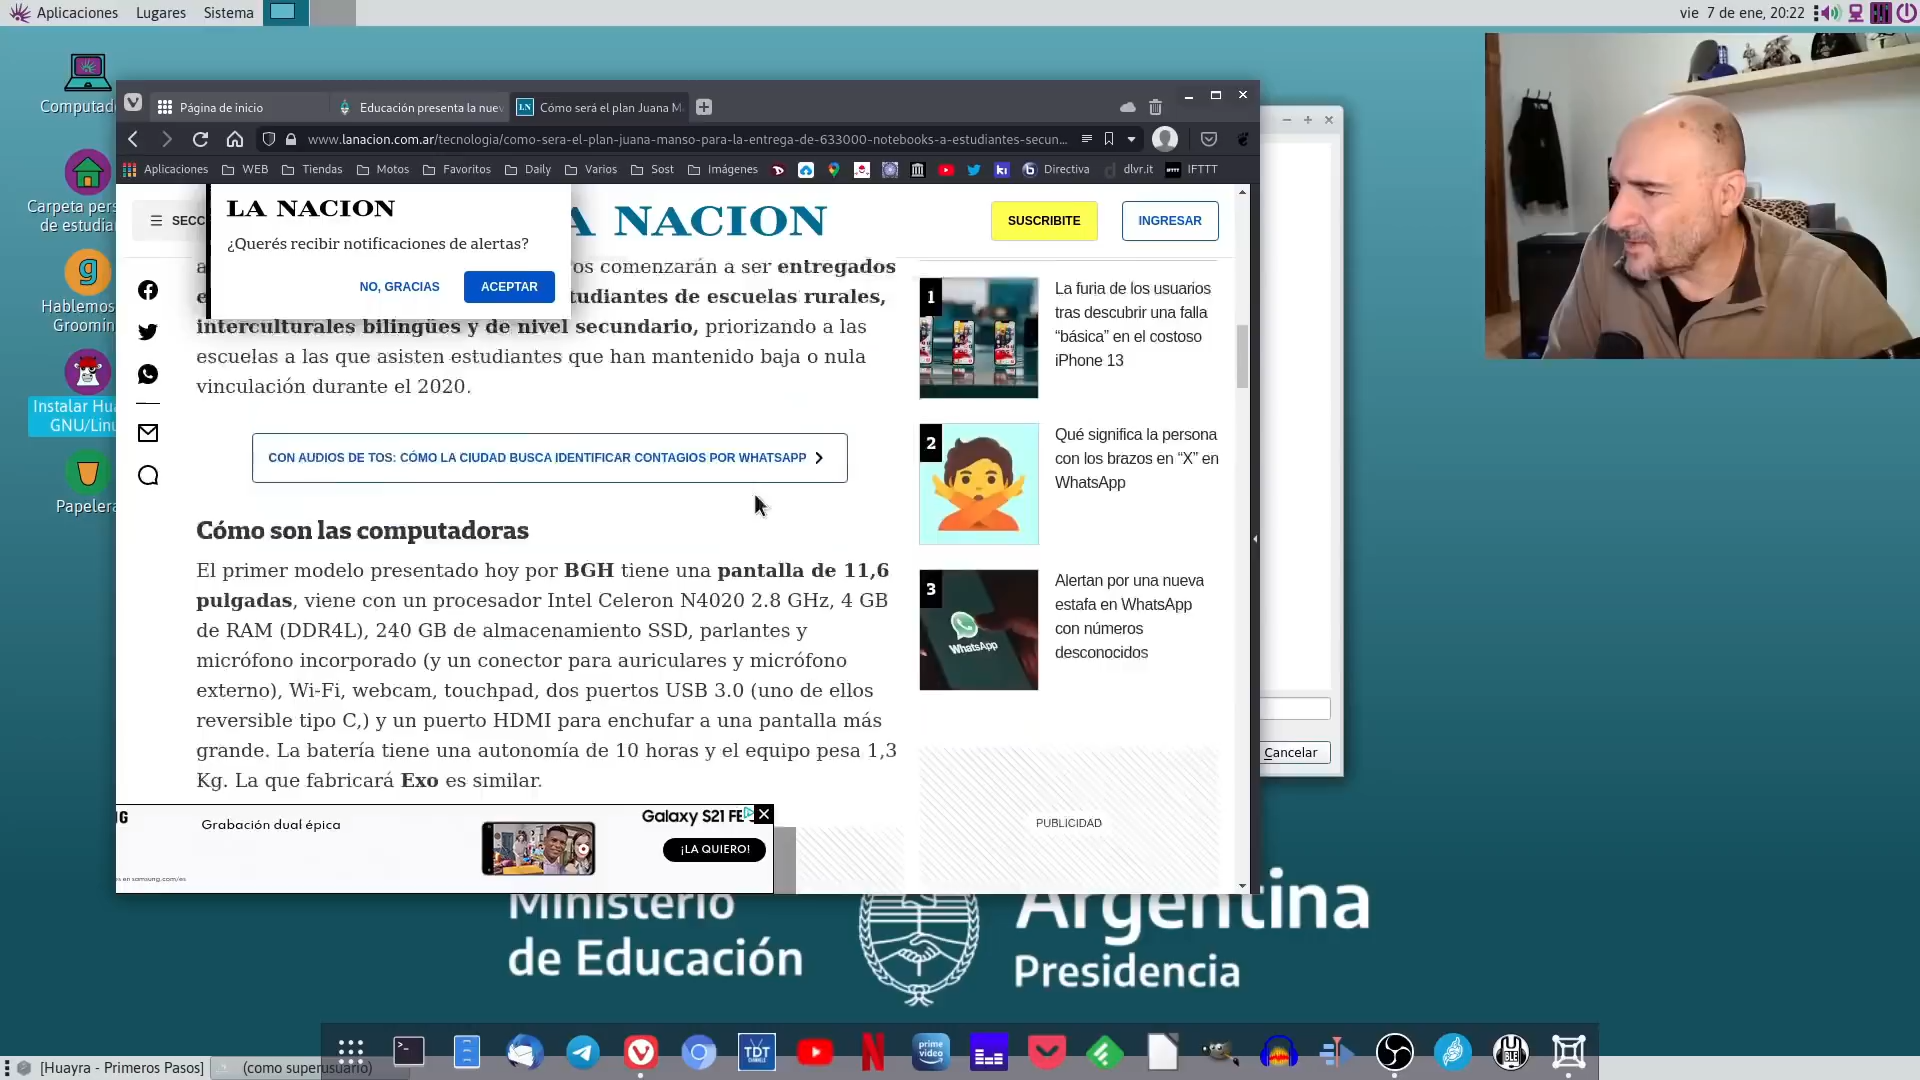 Aplicaciones Lugares Sistema
vie 7 de ene, 20:22
Computad
Carpeta pers
de estudian
Hablemos
Groomin
Instalar Hua
GNU/Linu
Papelera
Página de inicio
Educación presenta la nuev
LN Cómo será el plan Juana M
www.lanacion.com.ar/tecnologia/como-sera-el-plan-juana-manso-para-la-entrega-de-633000-notebooks-a-estudiantes-secun...
Aplicaciones WEB Tiendas Motos Favoritos Daily Varios Sost Imágenes Directiva dlvr.it IFTTT
SECC
LA NACION
¿Querés recibir notificaciones de alertas?
NO, GRACIAS
ACEPTAR
A NACION
SUSCRIBITE
INGRESAR
os comenzarán a ser entregados
tudiantes de escuelas rurales,
interculturales bilingües y de nivel secundario, priorizando a las
escuelas a las que asisten estudiantes que han mantenido baja o nula
vinculación durante el 2020.
CON AUDIOS DE TOS: CÓMO LA CIUDAD BUSCA IDENTIFICAR CONTAGIOS POR WHATSAPP
Cómo son las computadoras
El primer modelo presentado hoy por BGH tiene una pantalla de 11,6
pulgadas, viene con un procesador Intel Celeron N4020 2.8 GHz, 4 GB
de RAM (DDR4L), 240 GB de almacenamiento SSD, parlantes y
micrófono incorporado (y un conector para auriculares y micrófono
externo), Wi-Fi, webcam, touchpad, dos puertos USB 3.0 (uno de ellos
reversible tipo C,) y un puerto HDMI para enchufar a una pantalla más
grande. La batería tiene una autonomía de 10 horas y el equipo pesa 1,3
Kg. La que fabricará Exo es similar.
1
La furia de los usuarios
tras descubrir una falla
“básica” en el costoso
iPhone 13
2
Qué significa la persona
con los brazos en “X” en
WhatsApp
3
Alertan por una nueva
estafa en WhatsApp
con números
desconocidos
WhatsApp
PUBLICIDAD
Cancelar
Grabación dual épica
Galaxy S21 FE
¡LA QUIERO!
Ministerio
de Educación
Argentina
Presidencia
TDT
CHANNELS
prime
video
BLE
[Huayra - Primeros Pasos]
(como superusuario)